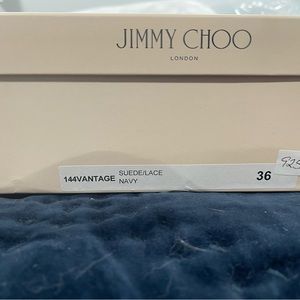 JIMMY CHOO
LONDON
144VANTAGE SUEDE/LACE 36
NAVY